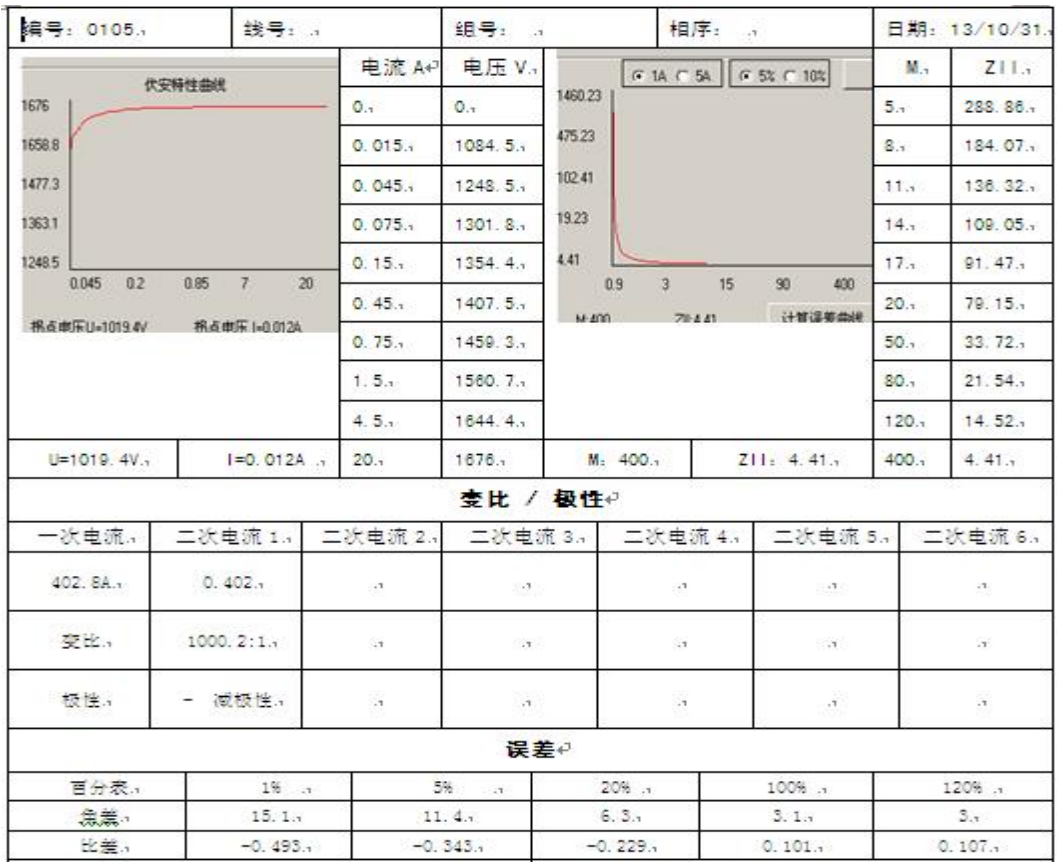 编号: 0105. 线号: 组号: 相序: 日期: 13/10/31.
伏安特性曲线
1676
1658.8
1477.3
1363.1
1248.5
0.045 0.2 0.85 7 20
拐点电压U=1019.4V 拐点电压 I=0.012A
电流 A 电压 V
0. 0.
0.015. 1084.5.
0.045. 1248.5.
0.075. 1301.8.
0.15. 1354.4.
0.45. 1407.5.
0.75. 1459.3.
1.5. 1560.7.
4.5. 1644.4.
20. 1676.
1A 5A 5% 10%
1460.23
475.23
102.41
19.23
4.41
0.9 3 15 90 400
M:400 ZII:4.41 计算误差曲线
M. ZII.
5. 288.86.
8. 184.07.
11. 136.32.
14. 109.05.
17. 91.47.
20. 79.15.
50. 33.72.
80. 21.54.
120. 14.52.
400. 4.41.
U=1019.4V. I=0.012A . M: 400. ZII: 4.41.
变比 / 极性
一次电流. 二次电流 1. 二次电流 2. 二次电流 3. 二次电流 4. 二次电流 5. 二次电流 6.
402.8A. 0.402.
变比. 1000.2:1.
极性. - 减极性.
误差
百分表. 1% 5% 20% 100% 120%
角差. 15.1. 11.4. 6.3. 3.1. 3.
比差. -0.493. -0.343. -0.229. 0.101. 0.107.